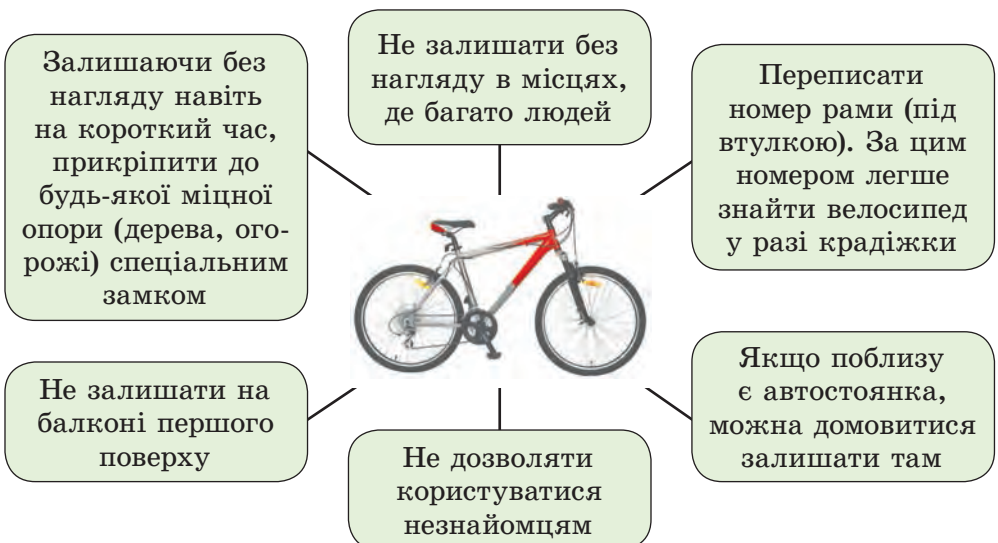 Залишаючи без
нагляду навіть
на короткий час,
прикріпити до
будь-якої міцної
опори (дерева, ого-
рожі) спеціальним
замком
Не залишати без
нагляду в місцях,
де багато людей
Переписати
номер рами (під
втулкою). За цим
номером легше
знайти велосипед
у разі крадіжки
Не залишати на
балконі першого
поверху
Не дозволяти
користуватися
незнайомцям
Якщо поблизу
є автостоянка,
можна домовитися
залишати там